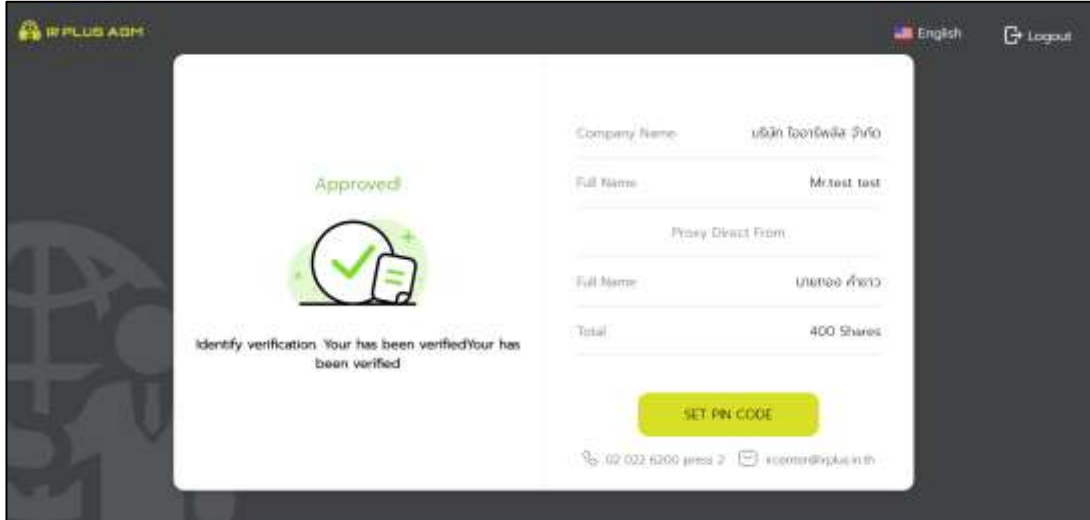 IR PLUS AGM
English
Logout
Company Name บริษัท ไออาร์พลัส จำกัด
Approved!
Full Name Mr.test test
Proxy Direct From
Full Name นายทอง คำขาว
Total 400 Shares
Identify verification. Your has been verifiedYour has
been verified
SET PIN CODE
02 022 6200 press 2